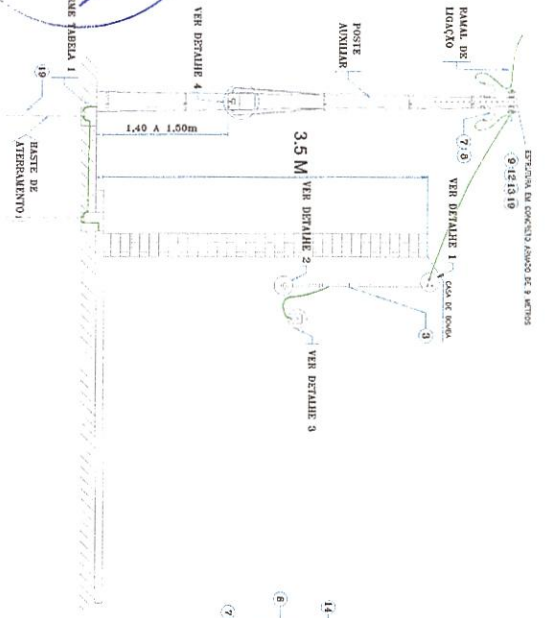 ESTRUTURA EM CONCRETO ARMADO DE 9 METROS
9 12 13 19
RAMAL DE
LIGAÇÃO
7 8
VER DETALHE 1
CASA DE BOMBA
3
POSTE
AUXILIAR
3.5 M
VER DETALHE 2
VER DETALHE 3
VER DETALHE 4
1.40 A 1.50m
TABELA 1
19
HASTE DE
ATERRAMENTO
14
8
7